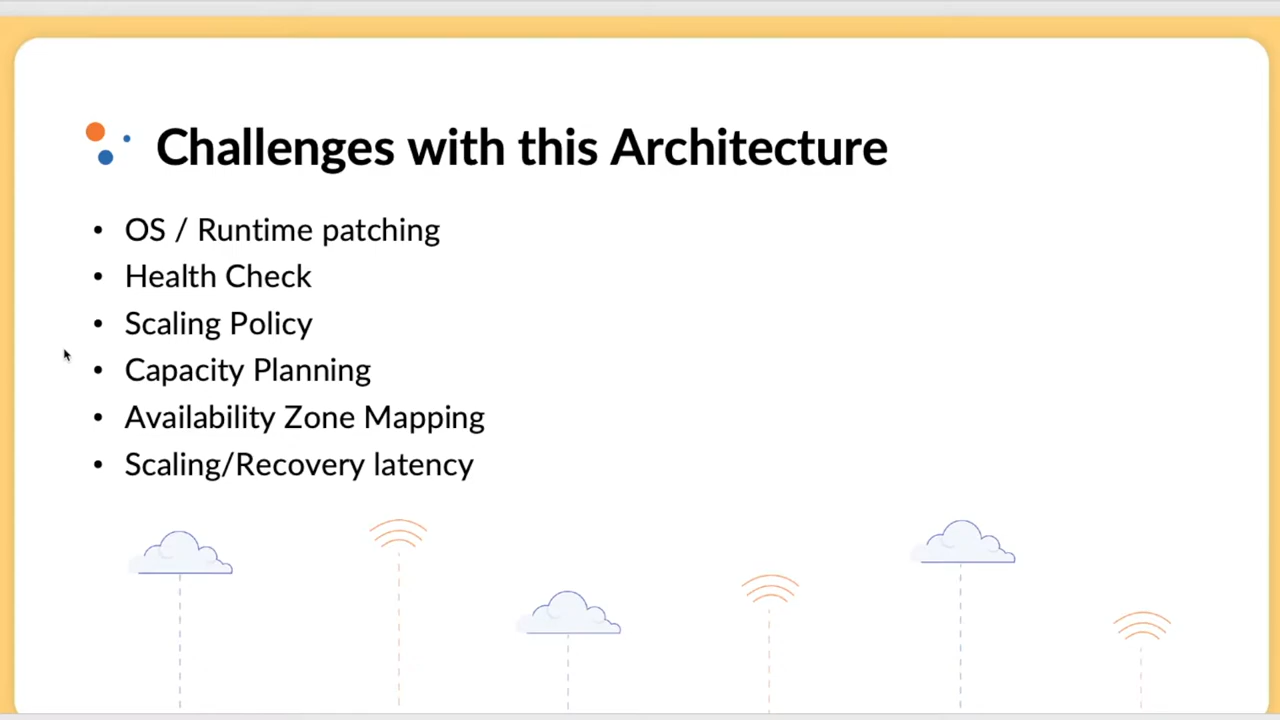 Challenges with this Architecture
• OS / Runtime patching
• Health Check
• Scaling Policy
• Capacity Planning
• Availability Zone Mapping
• Scaling/Recovery latency